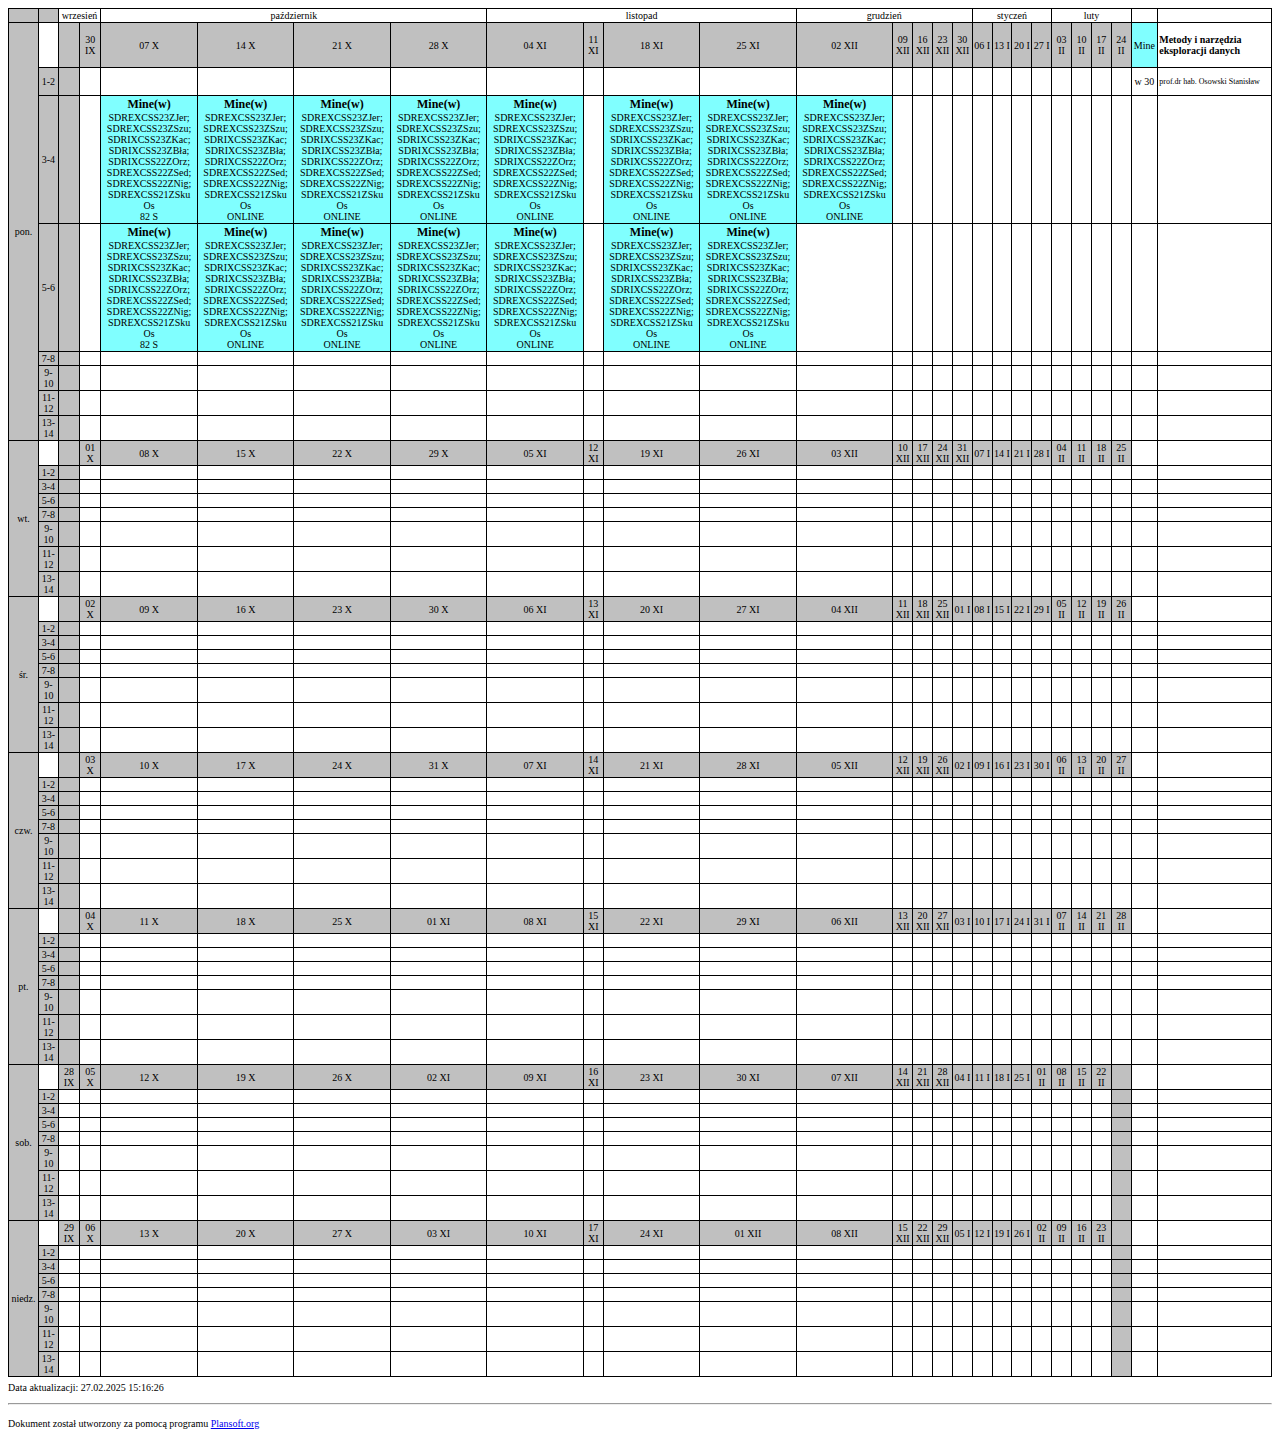 wrzesień październik listopad grudzień styczeń luty
pon. 30 IX 07 X 14 X 21 X 28 X 04 XI 11 XI 18 XI 25 XI 02 XII 09 XII 16 XII 23 XII 30 XII 06 I 13 I 20 I 27 I 03 II 10 II 17 II 24 II Mine Metody i narzędzia eksploracji danych
1-2 w 30 prof.dr hab. Osowski Stanisław
3-4 Mine(w) Mine(w) Mine(w) Mine(w) Mine(w) Mine(w) Mine(w) Mine(w)
SDREXCSS23ZJer; SDREXCSS23ZJer; SDREXCSS23ZJer; SDREXCSS23ZJer; SDREXCSS23ZJer; SDREXCSS23ZJer; SDREXCSS23ZJer; SDREXCSS23ZJer;
SDREXCSS23ZSzu; SDREXCSS23ZSzu; SDREXCSS23ZSzu; SDREXCSS23ZSzu; SDREXCSS23ZSzu; SDREXCSS23ZSzu; SDREXCSS23ZSzu; SDREXCSS23ZSzu;
SDRIXCSS23ZKac; SDRIXCSS23ZKac; SDRIXCSS23ZKac; SDRIXCSS23ZKac; SDRIXCSS23ZKac; SDRIXCSS23ZKac; SDRIXCSS23ZKac; SDRIXCSS23ZKac;
SDRIXCSS23ZBła; SDRIXCSS23ZBła; SDRIXCSS23ZBła; SDRIXCSS23ZBła; SDRIXCSS23ZBła; SDRIXCSS23ZBła; SDRIXCSS23ZBła; SDRIXCSS23ZBła;
SDRIXCSS22ZOrz; SDRIXCSS22ZOrz; SDRIXCSS22ZOrz; SDRIXCSS22ZOrz; SDRIXCSS22ZOrz; SDRIXCSS22ZOrz; SDRIXCSS22ZOrz; SDRIXCSS22ZOrz;
SDREXCSS22ZSed; SDREXCSS22ZSed; SDREXCSS22ZSed; SDREXCSS22ZSed; SDREXCSS22ZSed; SDREXCSS22ZSed; SDREXCSS22ZSed; SDREXCSS22ZSed;
SDREXCSS22ZNig; SDREXCSS22ZNig; SDREXCSS22ZNig; SDREXCSS22ZNig; SDREXCSS22ZNig; SDREXCSS22ZNig; SDREXCSS22ZNig; SDREXCSS22ZNig;
SDREXCSS21ZSku SDREXCSS21ZSku SDREXCSS21ZSku SDREXCSS21ZSku SDREXCSS21ZSku SDREXCSS21ZSku SDREXCSS21ZSku SDREXCSS21ZSku
Os Os Os Os Os Os Os Os
82 S ONLINE ONLINE ONLINE ONLINE ONLINE ONLINE ONLINE
5-6 Mine(w) Mine(w) Mine(w) Mine(w) Mine(w) Mine(w) Mine(w)
SDREXCSS23ZJer; SDREXCSS23ZJer; SDREXCSS23ZJer; SDREXCSS23ZJer; SDREXCSS23ZJer; SDREXCSS23ZJer; SDREXCSS23ZJer;
SDREXCSS23ZSzu; SDREXCSS23ZSzu; SDREXCSS23ZSzu; SDREXCSS23ZSzu; SDREXCSS23ZSzu; SDREXCSS23ZSzu; SDREXCSS23ZSzu;
SDRIXCSS23ZKac; SDRIXCSS23ZKac; SDRIXCSS23ZKac; SDRIXCSS23ZKac; SDRIXCSS23ZKac; SDRIXCSS23ZKac; SDRIXCSS23ZKac;
SDRIXCSS23ZBła; SDRIXCSS23ZBła; SDRIXCSS23ZBła; SDRIXCSS23ZBła; SDRIXCSS23ZBła; SDRIXCSS23ZBła; SDRIXCSS23ZBła;
SDRIXCSS22ZOrz; SDRIXCSS22ZOrz; SDRIXCSS22ZOrz; SDRIXCSS22ZOrz; SDRIXCSS22ZOrz; SDRIXCSS22ZOrz; SDRIXCSS22ZOrz;
SDREXCSS22ZSed; SDREXCSS22ZSed; SDREXCSS22ZSed; SDREXCSS22ZSed; SDREXCSS22ZSed; SDREXCSS22ZSed; SDREXCSS22ZSed;
SDREXCSS22ZNig; SDREXCSS22ZNig; SDREXCSS22ZNig; SDREXCSS22ZNig; SDREXCSS22ZNig; SDREXCSS22ZNig; SDREXCSS22ZNig;
SDREXCSS21ZSku SDREXCSS21ZSku SDREXCSS21ZSku SDREXCSS21ZSku SDREXCSS21ZSku SDREXCSS21ZSku SDREXCSS21ZSku
Os Os Os Os Os Os Os
82 S ONLINE ONLINE ONLINE ONLINE ONLINE ONLINE
7-8
9-10
11-12
13-14
wt. 01 X 08 X 15 X 22 X 29 X 05 XI 12 XI 19 XI 26 XI 03 XII 10 XII 17 XII 24 XII 31 XII 07 I 14 I 21 I 28 I 04 II 11 II 18 II 25 II
1-2
3-4
5-6
7-8
9-10
11-12
13-14
śr. 02 X 09 X 16 X 23 X 30 X 06 XI 13 XI 20 XI 27 XI 04 XII 11 XII 18 XII 25 XII 01 I 08 I 15 I 22 I 29 I 05 II 12 II 19 II 26 II
1-2
3-4
5-6
7-8
9-10
11-12
13-14
czw. 03 X 10 X 17 X 24 X 31 X 07 XI 14 XI 21 XI 28 XI 05 XII 12 XII 19 XII 26 XII 02 I 09 I 16 I 23 I 30 I 06 II 13 II 20 II 27 II
1-2
3-4
5-6
7-8
9-10
11-12
13-14
pt. 04 X 11 X 18 X 25 X 01 XI 08 XI 15 XI 22 XI 29 XI 06 XII 13 XII 20 XII 27 XII 03 I 10 I 17 I 24 I 31 I 07 II 14 II 21 II 28 II
1-2
3-4
5-6
7-8
9-10
11-12
13-14
sob. 28 IX 05 X 12 X 19 X 26 X 02 XI 09 XI 16 XI 23 XI 30 XI 07 XII 14 XII 21 XII 28 XII 04 I 11 I 18 I 25 I 01 II 08 II 15 II 22 II
1-2
3-4
5-6
7-8
9-10
11-12
13-14
niedz. 29 IX 06 X 13 X 20 X 27 X 03 XI 10 XI 17 XI 24 XI 01 XII 08 XII 15 XII 22 XII 29 XII 05 I 12 I 19 I 26 I 02 II 09 II 16 II 23 II
1-2
3-4
5-6
7-8
9-10
11-12
13-14
Data aktualizacji: 27.02.2025 15:16:26
Dokument został utworzony za pomocą programu Plansoft.org